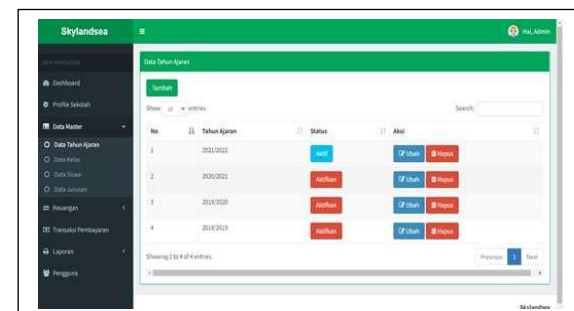 Skylandsea
Hai, Admin
MAIN NAVIGATION
Dashboard
Profile Sekolah
Data Master
Data Tahun Ajaran
Data Kelas
Data Siswa
Data Jurusan
Keuangan
Transaksi Pembayaran
Laporan
Pengguna
Data Tahun Ajaran
Tambah
Show 10 entries
Search:
No Tahun Ajaran Status Aksi
1 2021/2022 Aktif Ubah Hapus
2 2020/2021 Aktifkan Ubah Hapus
3 2019/2020 Aktifkan Ubah Hapus
4 2018/2019 Aktifkan Ubah Hapus
Showing 1 to 4 of 4 entries
Previous 1 Next
Skylandsea